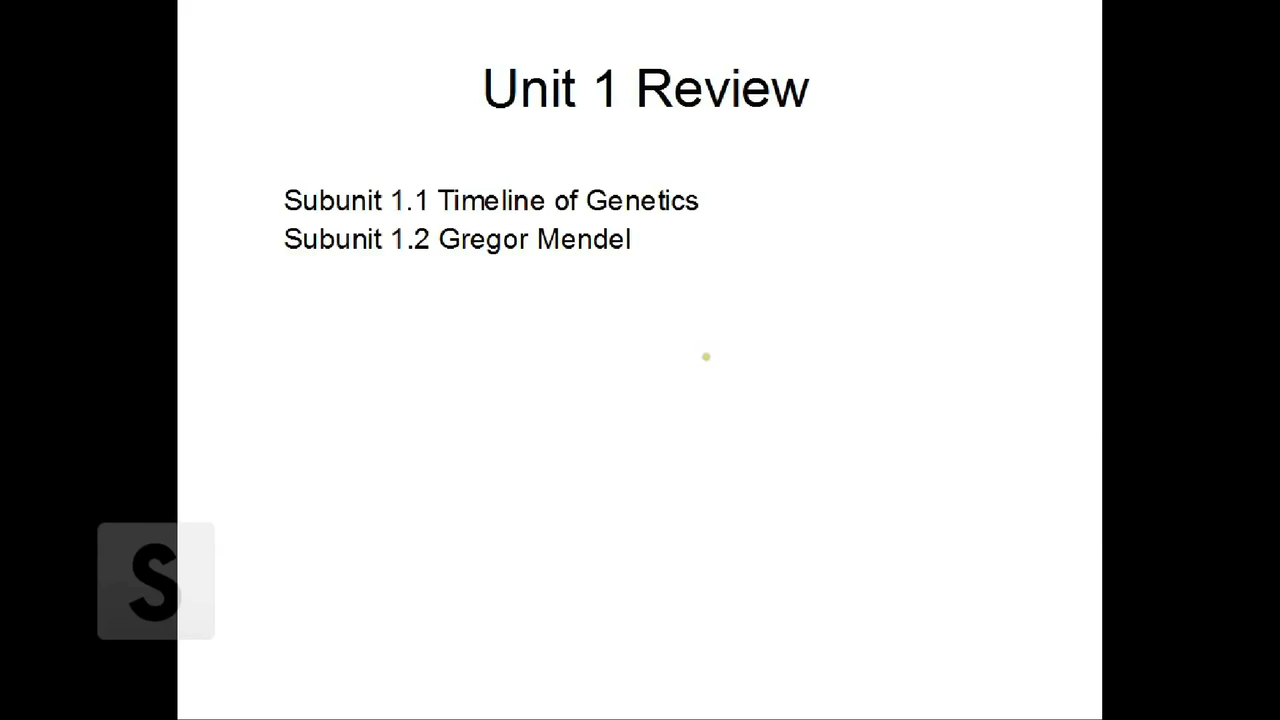 Unit 1 Review
Subunit 1.1 Timeline of Genetics
Subunit 1.2 Gregor Mendel
S